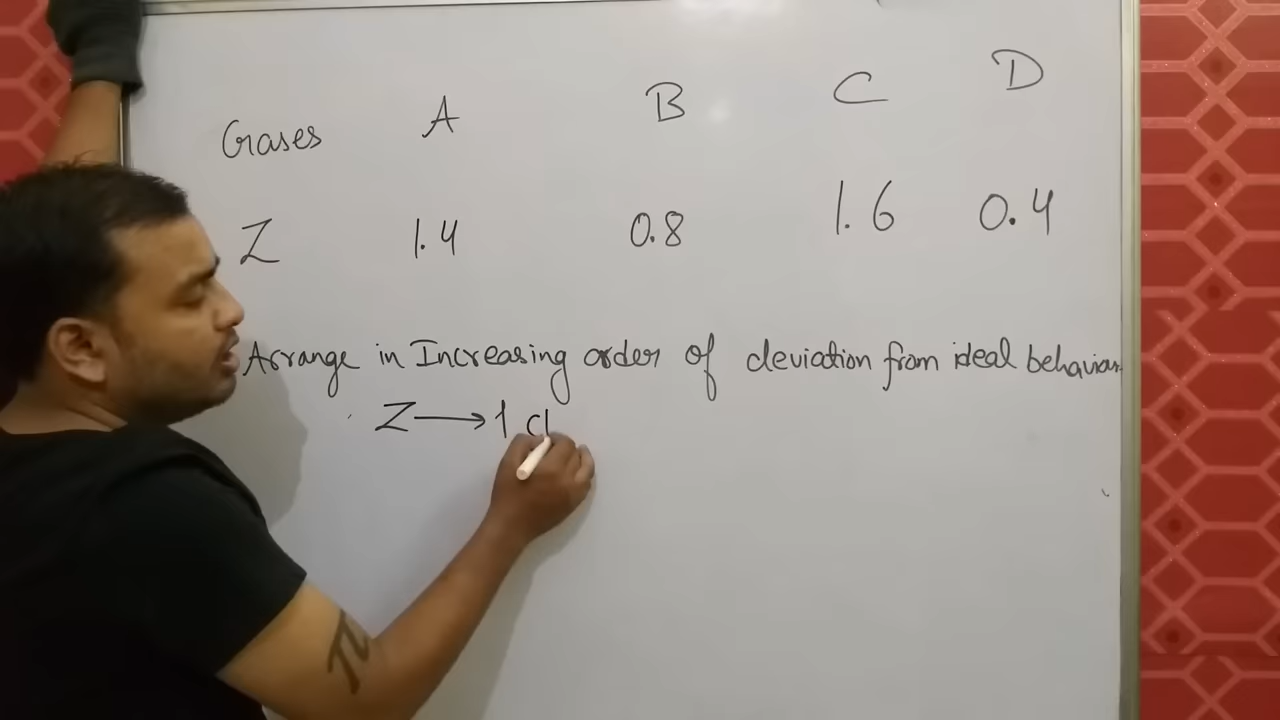 Gases A B C D
Z 1.4 0.8 1.6 0.4
Arrange in Increasing order of deviation from ideal behaviour
Z → 1 cl
π